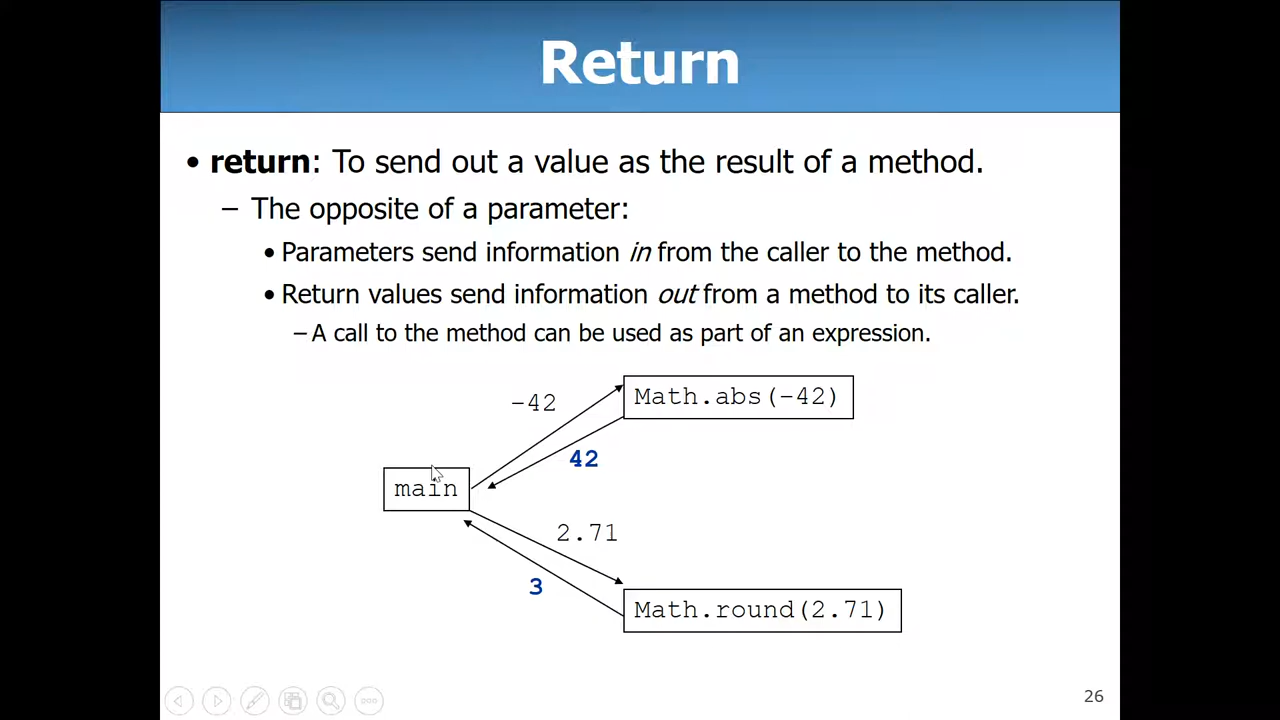 Return
• return: To send out a value as the result of a method.
– The opposite of a parameter:
• Parameters send information in from the caller to the method.
• Return values send information out from a method to its caller.
– A call to the method can be used as part of an expression.
-42
Math.abs(-42)
42
main
2.71
3
Math.round(2.71)
26